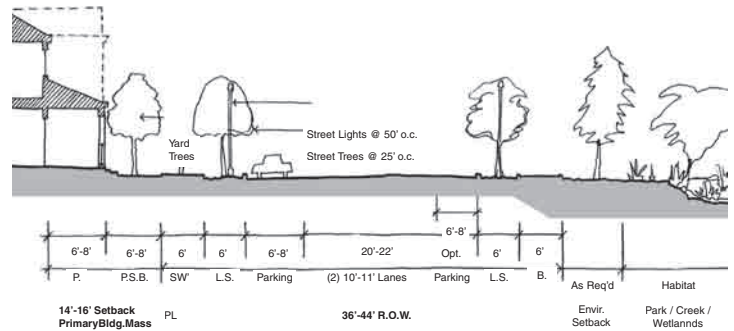 Yard
Trees
Street Lights @ 50' o.c.
Street Trees @ 25' o.c.
6'-8'
6'-8' 6'-8' 6' 6' 6'-8' 20'-22' Opt. 6' 6'
P. P.S.B. SW' L.S. Parking (2) 10'-11' Lanes Parking L.S. B. As Req'd Habitat
14'-16' Setback
PrimaryBldg.Mass
PL
36'-44' R.O.W.
Envir.
Setback
Park / Creek /
Wetlannds